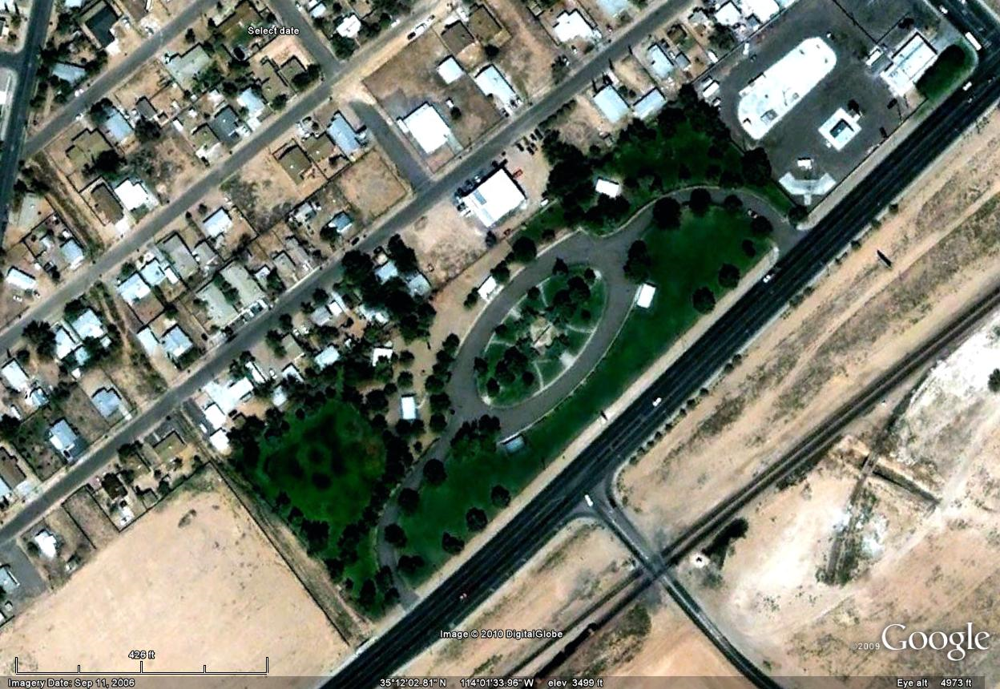 Select date
Image © 2010 DigitalGlobe
©2009 Google
426 ft
Imagery Date: Sep 11, 2006 35°12'02.81" N 114°01'33.96" W elev 3499 ft Eye alt 4973 ft